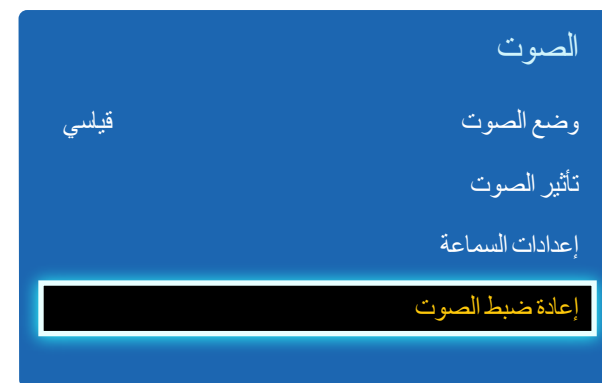 الصوت
وضع الصوت قياسي
تأثير الصوت
إعدادات السماعة
إعادة ضبط الصوت